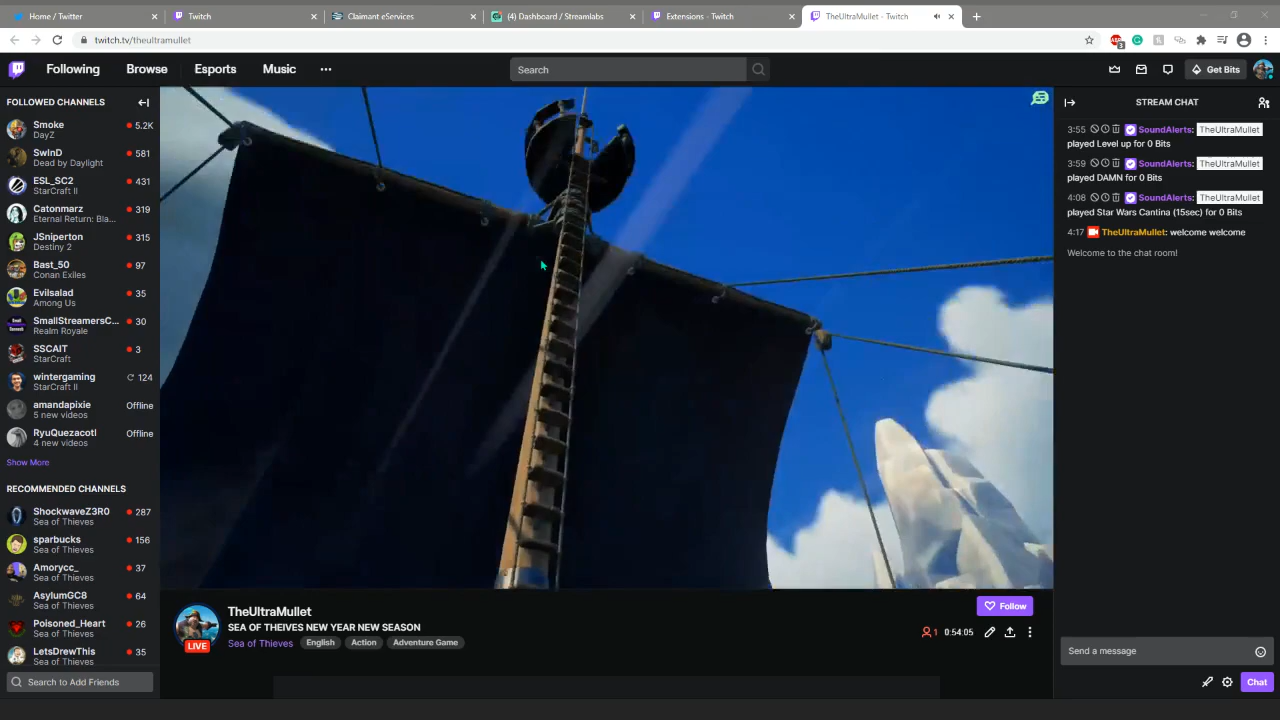 Home / Twitter
Twitch
Claimant eServices
(4) Dashboard / Streamlabs
Extensions - Twitch
TheUltraMullet - Twitch
twitch.tv/theultramullet
Following
Browse
Esports
Music
Search
Get Bits
FOLLOWED CHANNELS
Smoke
5.2K
DayZ
SwinD
581
Dead by Daylight
ESL_SC2
431
StarCraft II
Catonmarz
319
Eternal Return: Bla...
JSniperton
315
Destiny 2
Bast_50
97
Conan Exiles
Evilsalad
35
Among Us
SmallStreamersC...
30
Realm Royale
SSCAIT
3
StarCraft
wintergaming
124
StarCraft II
amandapixie
Offline
5 new videos
RyuQuezacotl
Offline
4 new videos
Show More
RECOMMENDED CHANNELS
ShockwaveZ3R0
287
Sea of Thieves
sparbucks
156
Sea of Thieves
Amorycc_
37
Sea of Thieves
AsylumGC8
64
Sea of Thieves
Poisoned_Heart
26
Sea of Thieves
LetsDrewThis
35
Sea of Thieves
Search to Add Friends
TheUltraMullet
SEA OF THEIVES NEW YEAR NEW SEASON
Sea of Thieves
English
Action
Adventure Game
LIVE
Follow
1
0:54:05
STREAM CHAT
3:55 SoundAlerts: TheUltraMullet
played Level up for 0 Bits
3:59 SoundAlerts: TheUltraMullet
played DAMN for 0 Bits
4:08 SoundAlerts: TheUltraMullet
played Star Wars Cantina (15sec) for 0 Bits
4:17 TheUltraMullet: welcome welcome
Welcome to the chat room!
Send a message
Chat